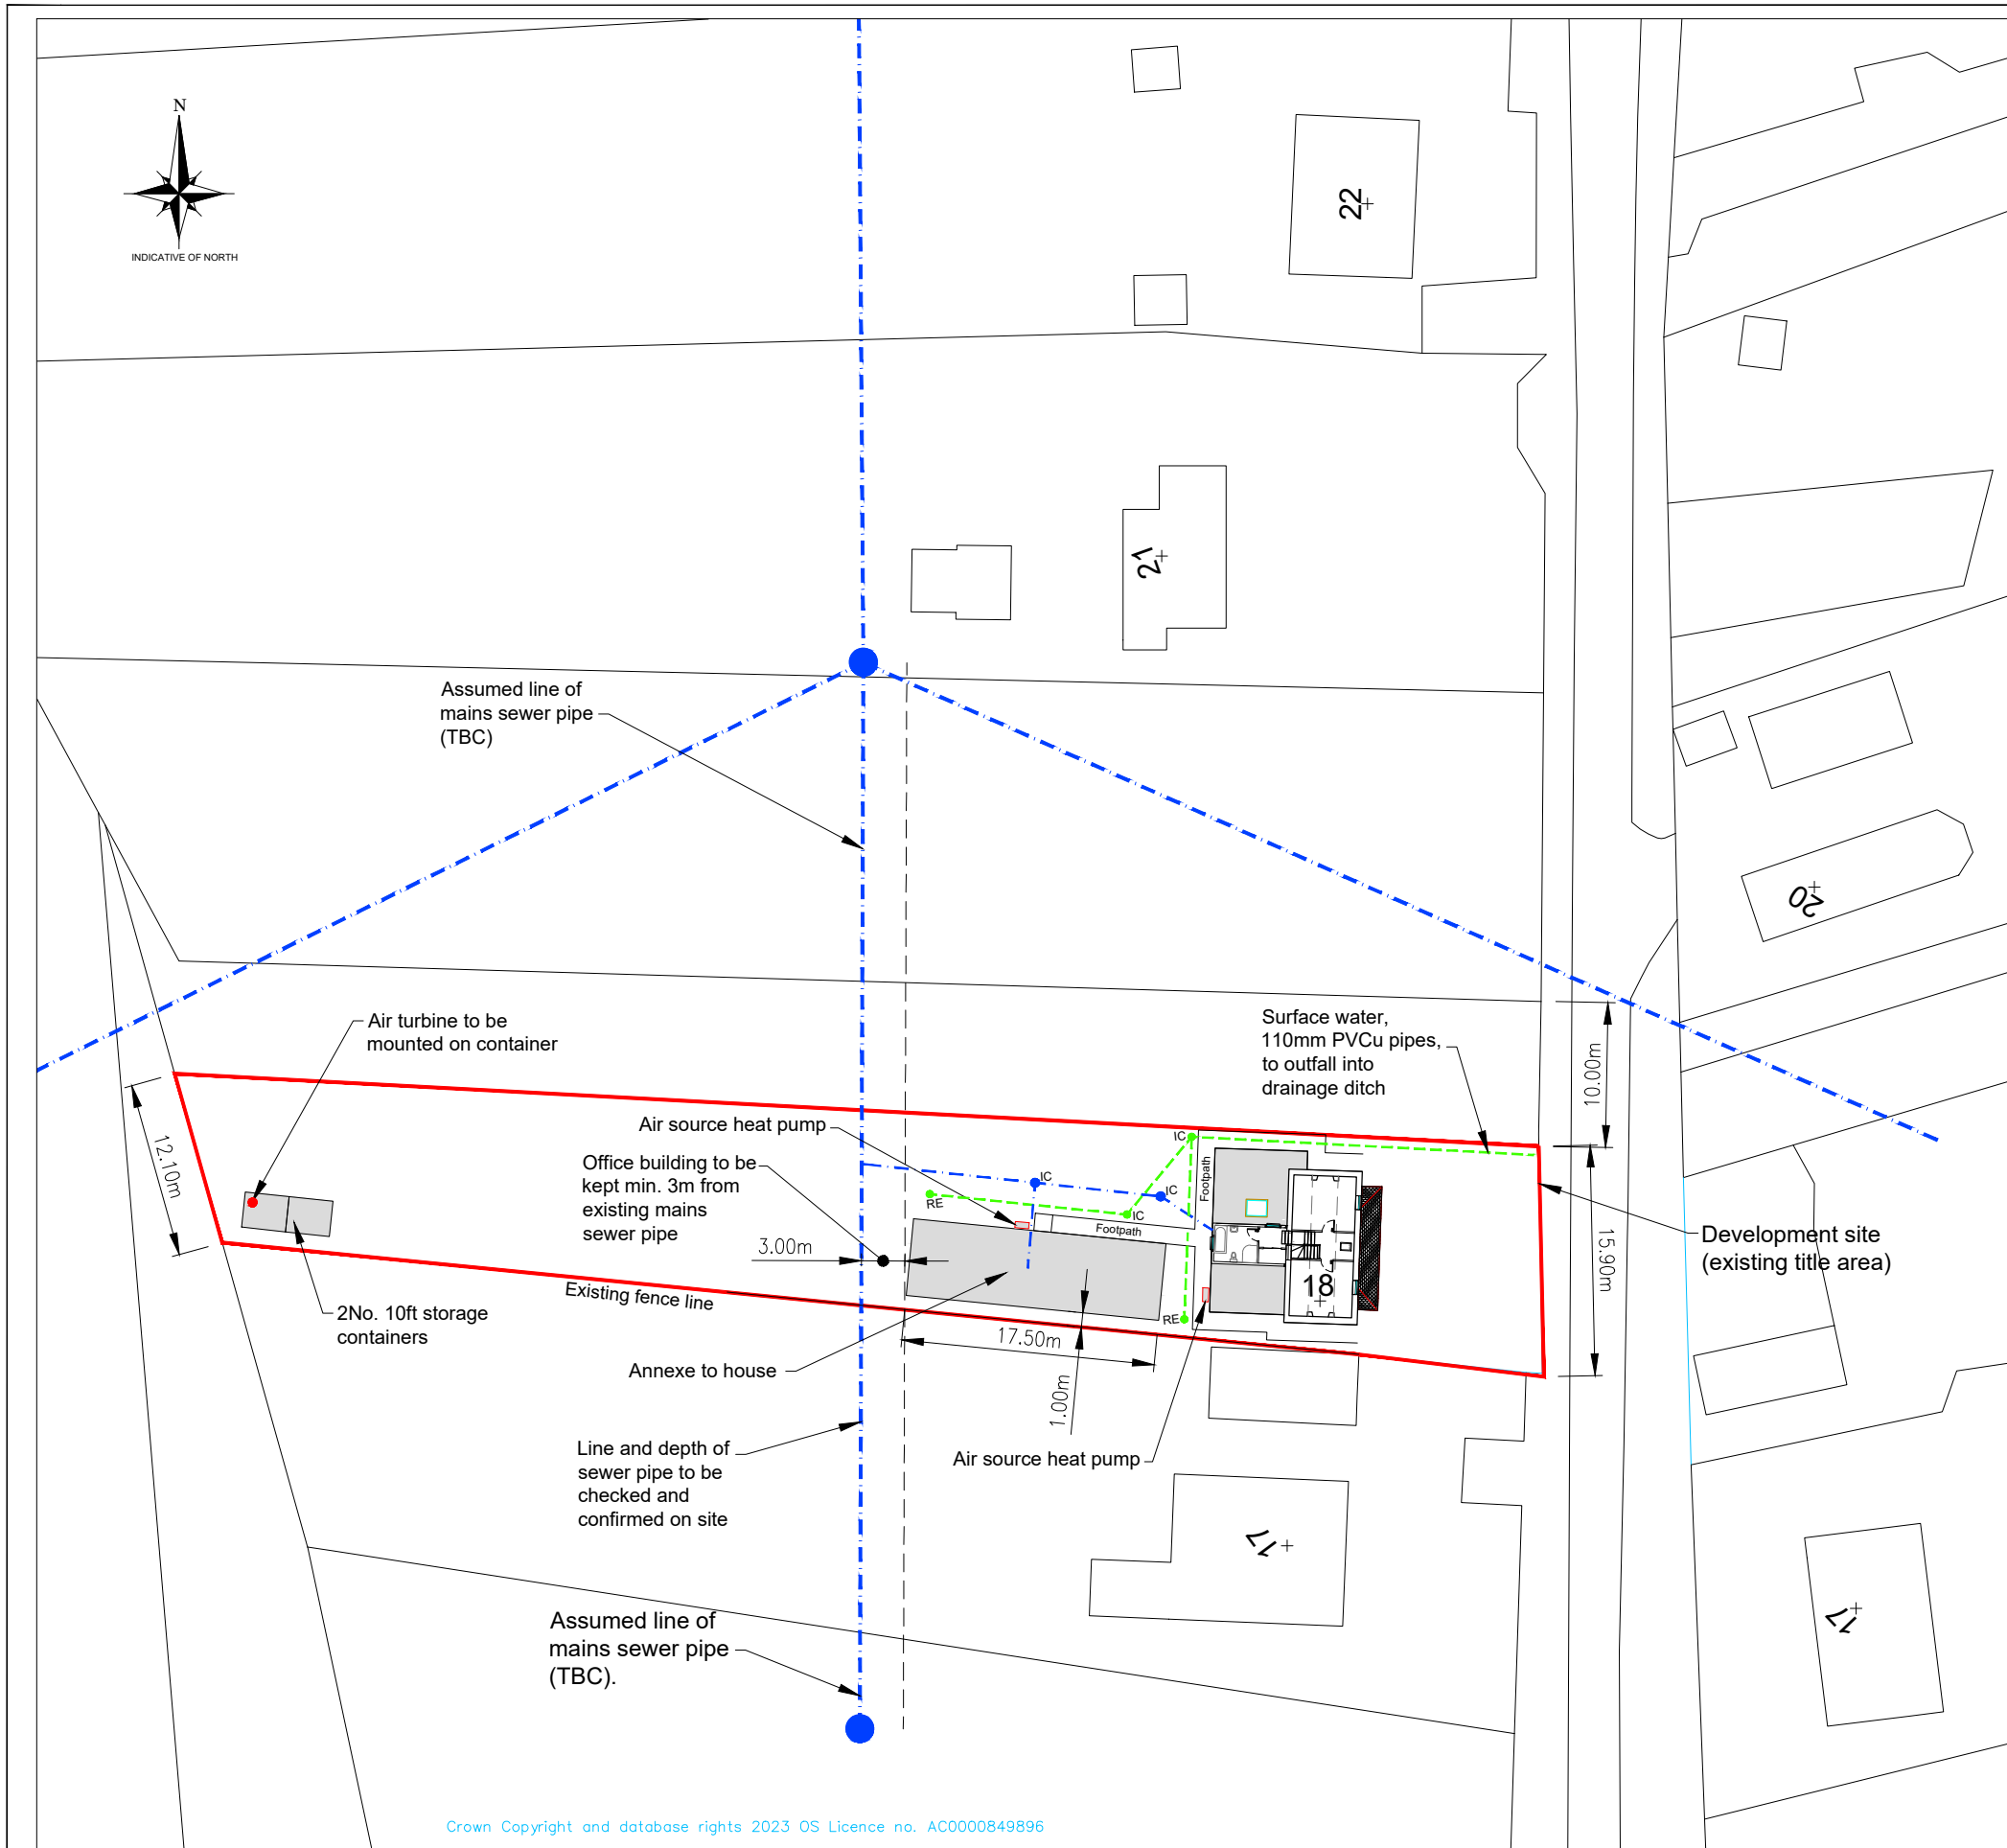 N
INDICATIVE OF NORTH
22
21
Assumed line of
mains sewer pipe
(TBC)
20
Air turbine to be
mounted on container
Surface water,
110mm PVCu pipes,
to outfall into
drainage ditch
10.00m
12.10m
Air source heat pump
Office building to be
kept min. 3m from
existing mains
sewer pipe
IC
IC
IC
IC
RE
Footpath
Footpath
3.00m
Development site
(existing title area)
15.90m
18
Existing fence line
2No. 10ft storage
containers
RE
17.50m
Annexe to house
1.00m
Line and depth of
sewer pipe to be
checked and
confirmed on site
Air source heat pump
17
17
Assumed line of
mains sewer pipe
(TBC).
Crown Copyright and database rights 2023 OS Licence no. AC0000849896